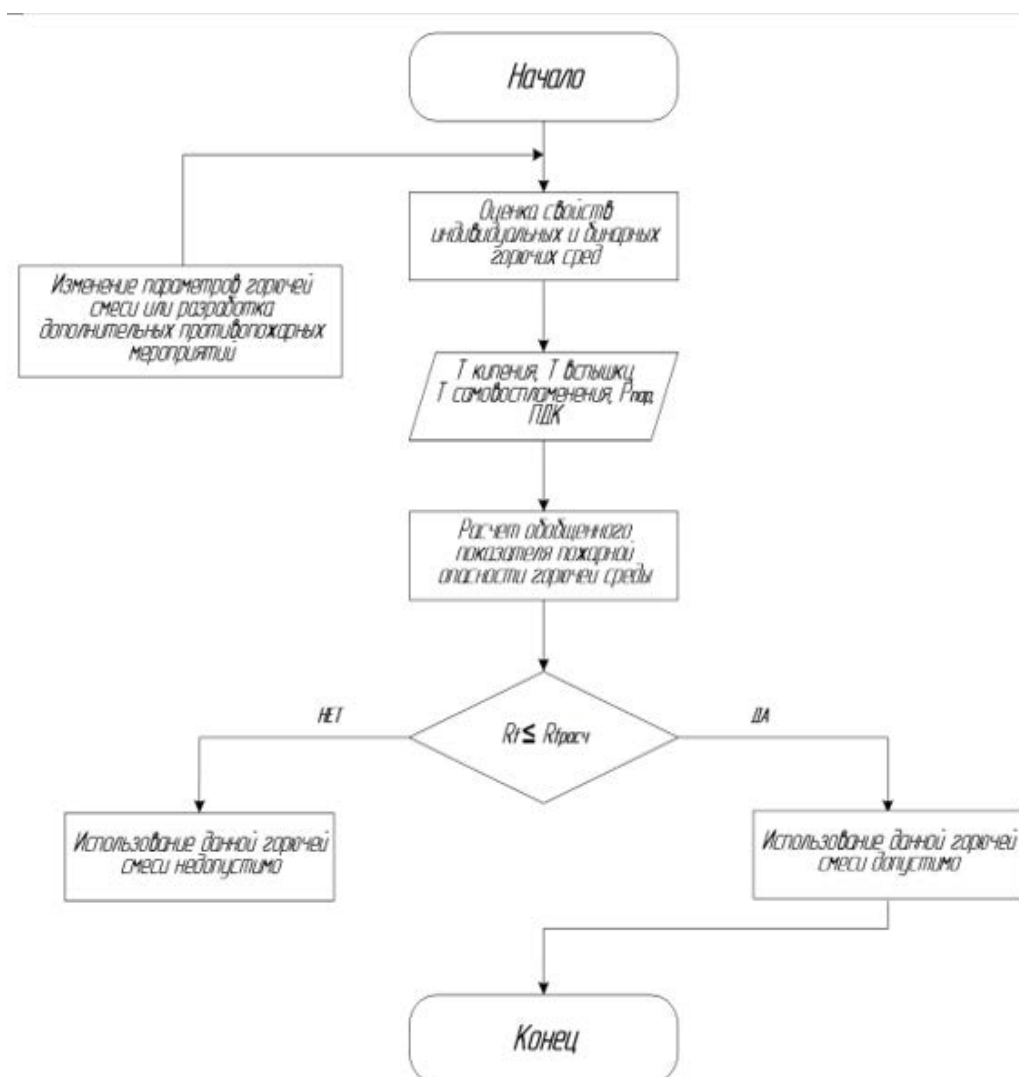 Начало
Оценка свойств
индивидуальных и бинарных
горючих сред
Изменение параметров горючей
смеси или разработка
дополнительных противопожарных
мероприятий
Т кипения, Т вспышки,
Т самовоспламенения, Рпар,
ПДК
Расчет обобщенного
показателя пожарной
опасности горючей среды
НЕТ
ДА
Rf≤ Rfрасч
Использование данной горючей
смеси недопустимо
Использование данной горючей
смеси допустимо
Конец